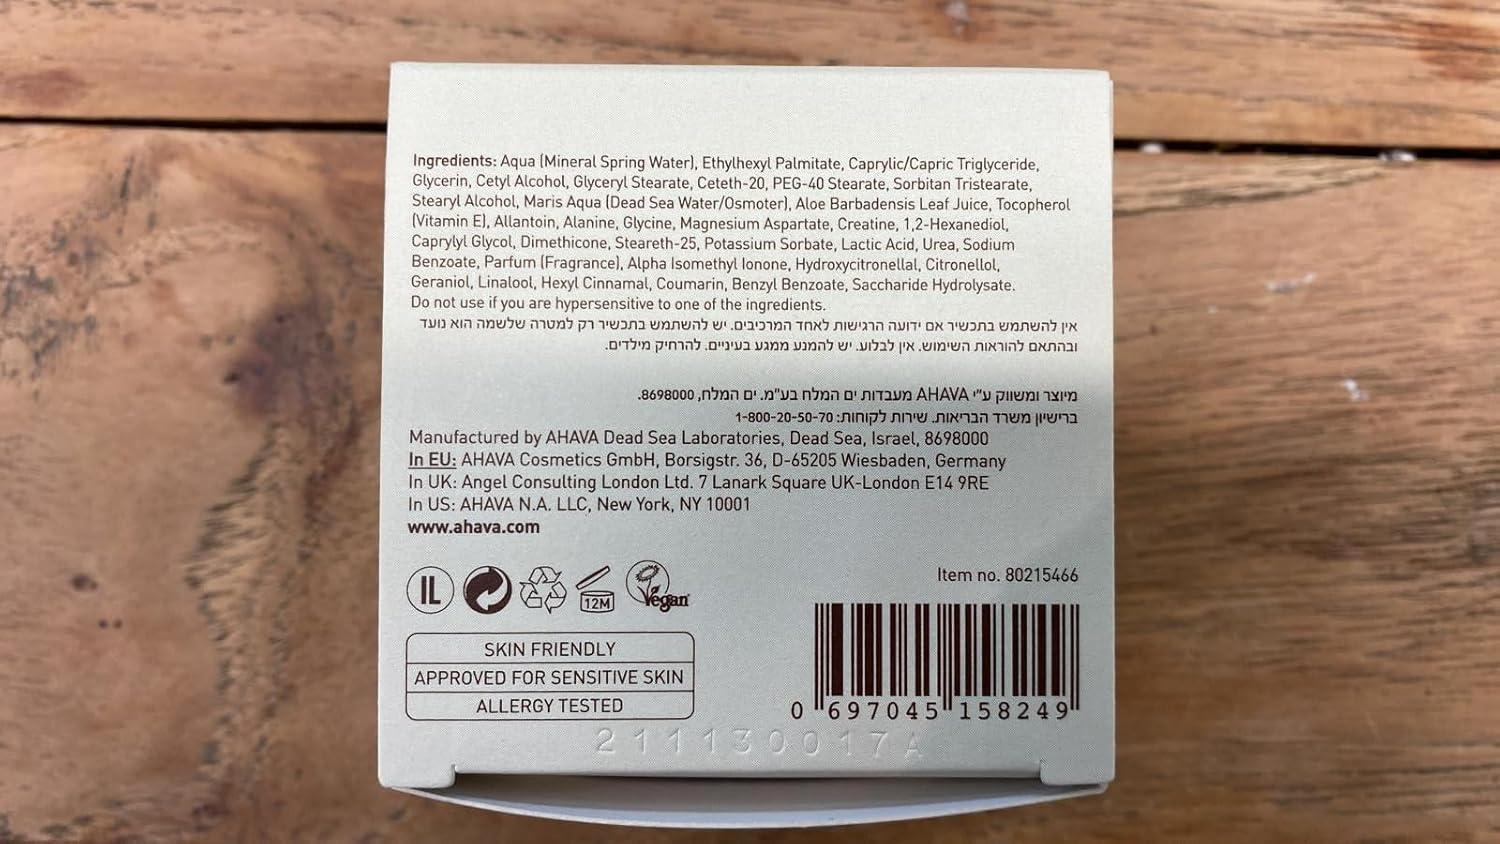 Ingredients: Aqua (Mineral Spring Water), Ethylhexyl Palmitate, Caprylic/Capric Triglyceride,
Glycerin, Cetyl Alcohol, Glyceryl Stearate, Ceteth-20, PEG-40 Stearate, Sorbitan Tristearate,
Stearyl Alcohol, Maris Aqua (Dead Sea Water/Osmoter), Aloe Barbadensis Leaf Juice, Tocopherol
(Vitamin E), Allantoin, Alanine, Glycine, Magnesium Aspartate, Creatine, 1,2-Hexanediol,
Caprylyl Glycol, Dimethicone, Steareth-25, Potassium Sorbate, Lactic Acid, Urea, Sodium
Benzoate, Parfum (Fragrance), Alpha Isomethyl Ionone, Hydroxycitronellal, Citronellol,
Geraniol, Linalool, Hexyl Cinnamal, Coumarin, Benzyl Benzoate, Saccharide Hydrolysate.
Do not use if you are hypersensitive to one of the ingredients.
אין להשתמש בתכשיר אם ידועה הרגישות לאחד המרכיבים. יש להשתמש בתכשיר רק למטרה שלשמה הוא נועד
ובהתאם להוראות השימוש. אין לבלוע. יש להמנע ממגע בעיניים. להרחיק מילדים.
מיוצר ומשווק ע"י AHAVA מעבדות ים המלח בע"מ. ים המלח, 8698000.
ברישיון משרד הבריאות. שירות לקוחות: 1-800-20-50-70
Manufactured by AHAVA Dead Sea Laboratories, Dead Sea, Israel, 8698000
In EU: AHAVA Cosmetics GmbH, Borsigstr. 36, D-65205 Wiesbaden, Germany
In UK: Angel Consulting London Ltd. 7 Lanark Square UK-London E14 9RE
In US: AHAVA N.A. LLC, New York, NY 10001
www.ahava.com
IL 12M Vegan
Item no. 80215466
SKIN FRIENDLY
APPROVED FOR SENSITIVE SKIN
ALLERGY TESTED
0 697045 158249
211130017A